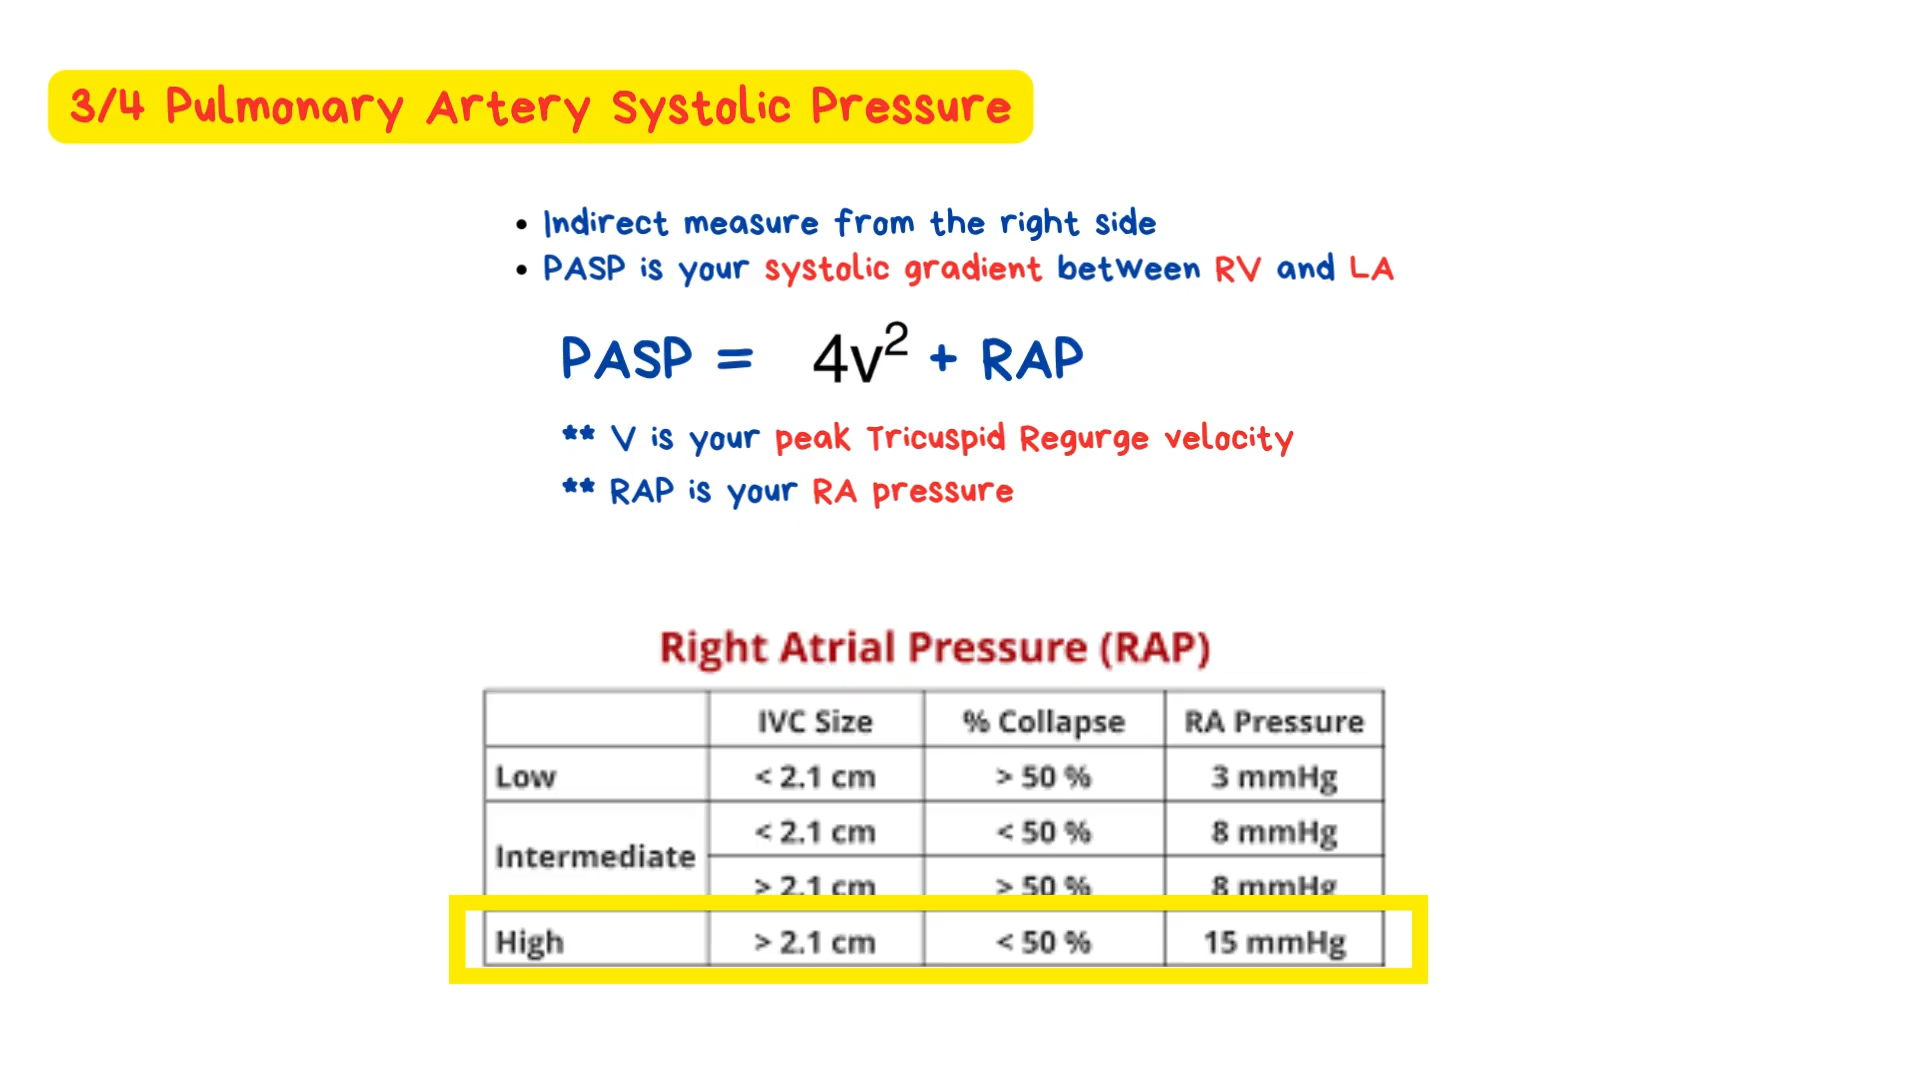 3/4 Pulmonary Artery Systolic Pressure
• Indirect measure from the right side
• PASP is your systolic gradient between RV and LA
PASP = 4v² + RAP
** V is your peak Tricuspid Regurge velocity
** RAP is your RA pressure
Right Atrial Pressure (RAP)
IVC Size % Collapse RA Pressure
Low < 2.1 cm > 50 % 3 mmHg
Intermediate < 2.1 cm < 50 % 8 mmHg
> 2.1 cm > 50 % 8 mmHg
High > 2.1 cm < 50 % 15 mmHg